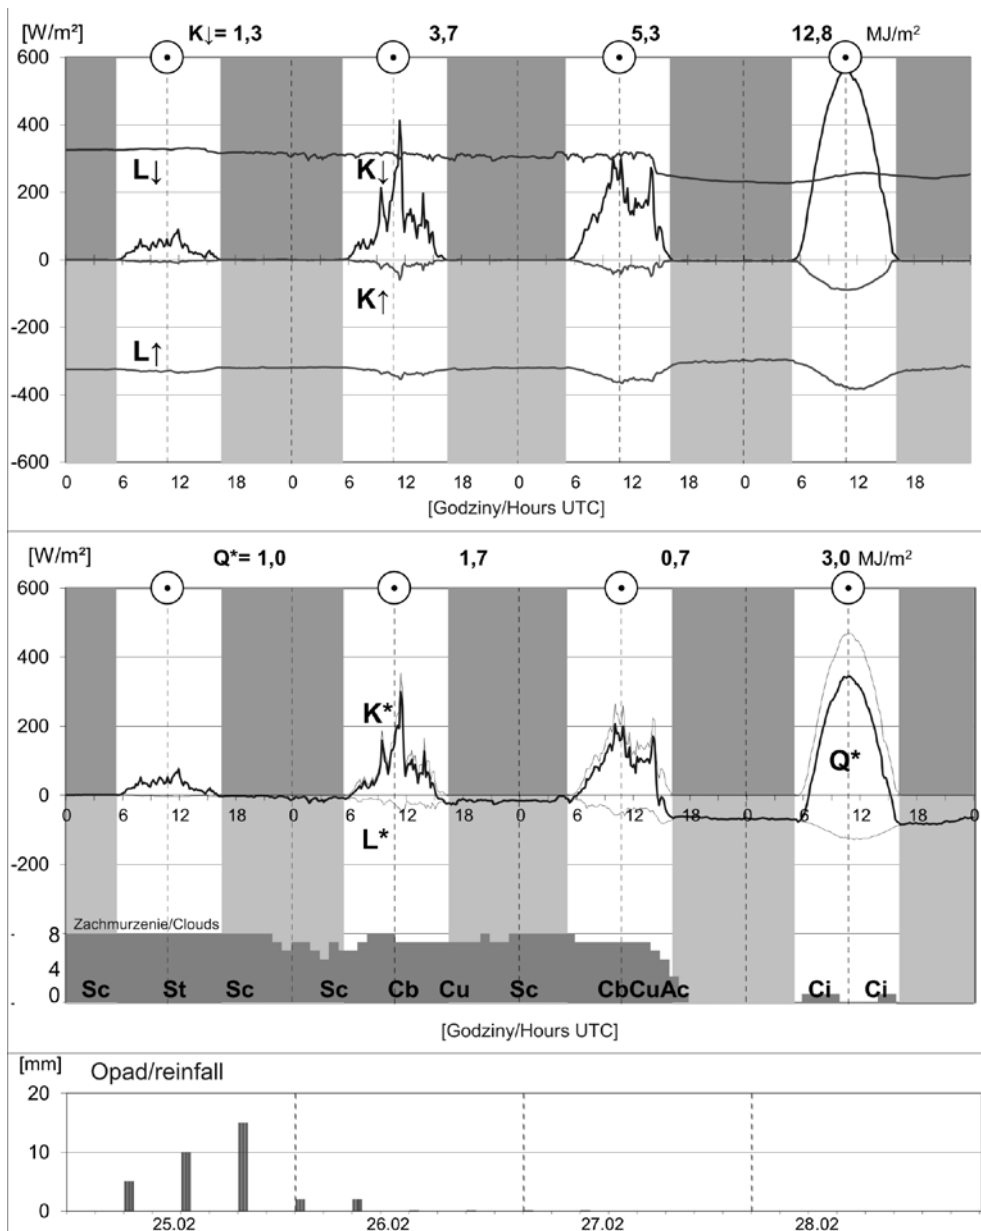 [W/m²] K↓= 1,3 3,7 5,3 12,8 MJ/m²
600
400
L↓ K↓
200
0
K↑
-200
L↑
-400
-600
0 6 12 18 0 6 12 18 0 6 12 18 0 6 12 18
[Godziny/Hours UTC]
[W/m²] Q*= 1,0 1,7 0,7 3,0 MJ/m²
600
400
K*
200
Q*
0
6 12 18 0 6 12 18 0 6 12 18 0 6 12 18 0
L*
-200
Zachmurzenie/Clouds
8
4
0 Sc St Sc Sc Cb Cu Sc Cb Cu Ac Ci Ci
[Godziny/Hours UTC]
[mm] Opad/reinfall
20
10
0
25.02 26.02 27.02 28.02